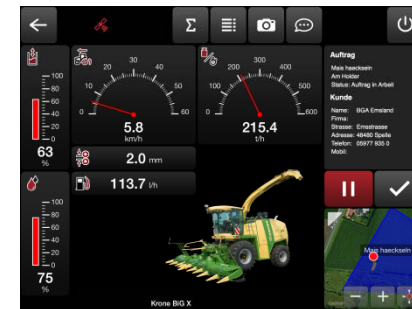 Σ
100
80
60
40
20
0
63
%
0
10
20
30
40
50
60
5.8
km/h
0
100
200
300
400
500
600
215.4
t/h
2.0 mm
113.7 l/h
100
80
60
40
20
0
75
%
Krone BiG X
Auftrag
Mais haeckseln
Am Holder
Status: Auftrag in Arbeit
Kunde
Name: BGA Emsland
Firma:
Strasse: Emsstrasse
Adresse: 48480 Spelle
Telefon: 05977 935 0
Mobil:
Mais haeckseln